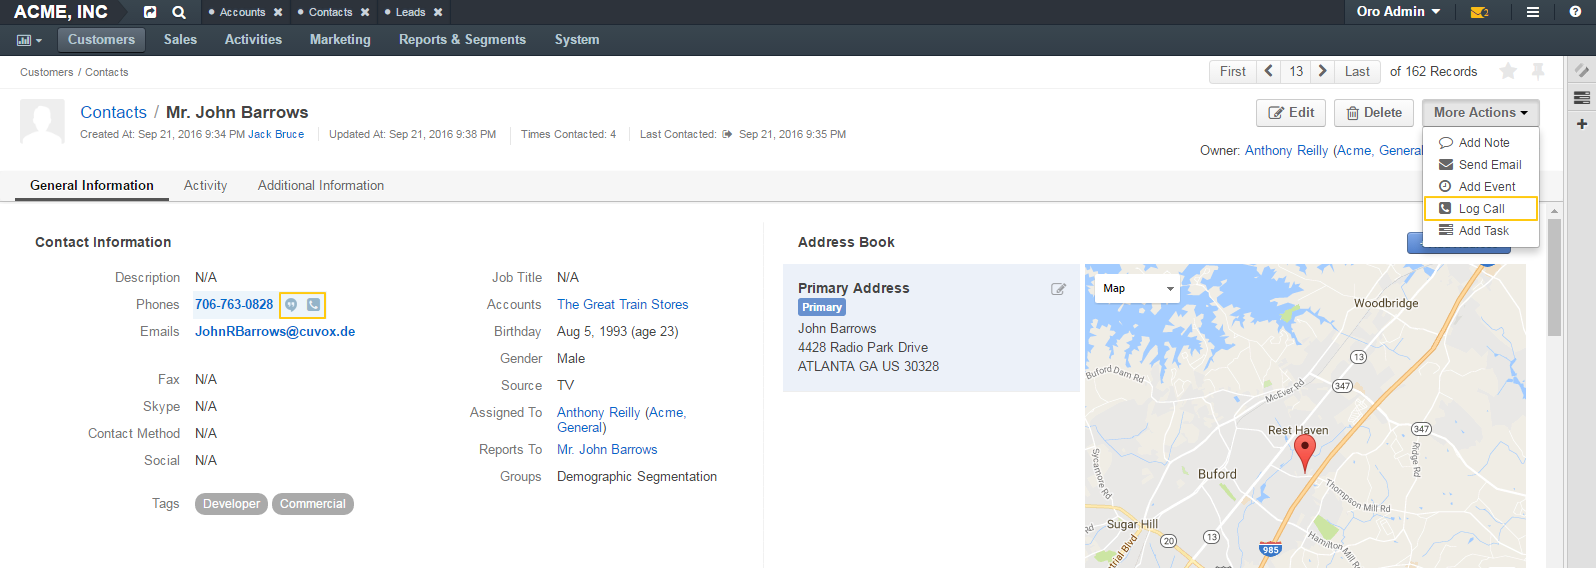 ACME, INC
Accounts
Contacts
Leads
Oro Admin
2
Customers
Sales
Activities
Marketing
Reports & Segments
System
Customers / Contacts
First
13
Last
of 162 Records
Contacts / Mr. John Barrows
Created At: Sep 21, 2016 9:34 PM Jack Bruce
Updated At: Sep 21, 2016 9:38 PM
Times Contacted: 4
Last Contacted: Sep 21, 2016 9:35 PM
Edit
Delete
More Actions
Owner: Anthony Reilly (Acme, General
Add Note
Send Email
Add Event
Log Call
Add Task
General Information
Activity
Additional Information
Contact Information
Description N/A
Phones 706-763-0828
Emails JohnRBarrows@cuvox.de
Fax N/A
Skype N/A
Contact Method N/A
Social N/A
Tags Developer Commercial
Job Title N/A
Accounts The Great Train Stores
Birthday Aug 5, 1993 (age 23)
Gender Male
Source TV
Assigned To Anthony Reilly (Acme,
General)
Reports To Mr. John Barrows
Groups Demographic Segmentation
Address Book
Primary Address
Primary
John Barrows
4428 Radio Park Drive
ATLANTA GA US 30328
Map
Woodbridge
13
Buford Dam Rd
347
McEver Rd
Rest Haven
347
Sycamore Rd
Ridge Rd
Buford
Thompson Mill Rd
Sugar Hill
20
13
985
Hamilton Mill Rd
strial Blvd